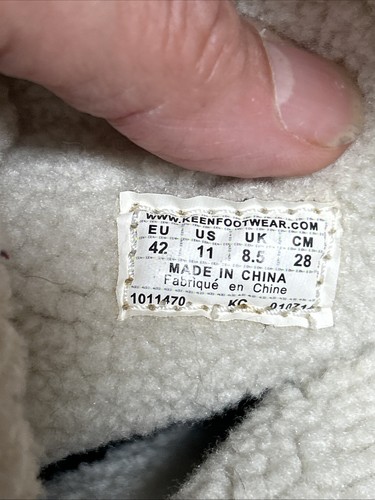 www.KEENFOOTWEAR.COM
EU US UK CM
42 11 8.5 28
MADE IN CHINA
Fabriqué en Chine
1011470 KG